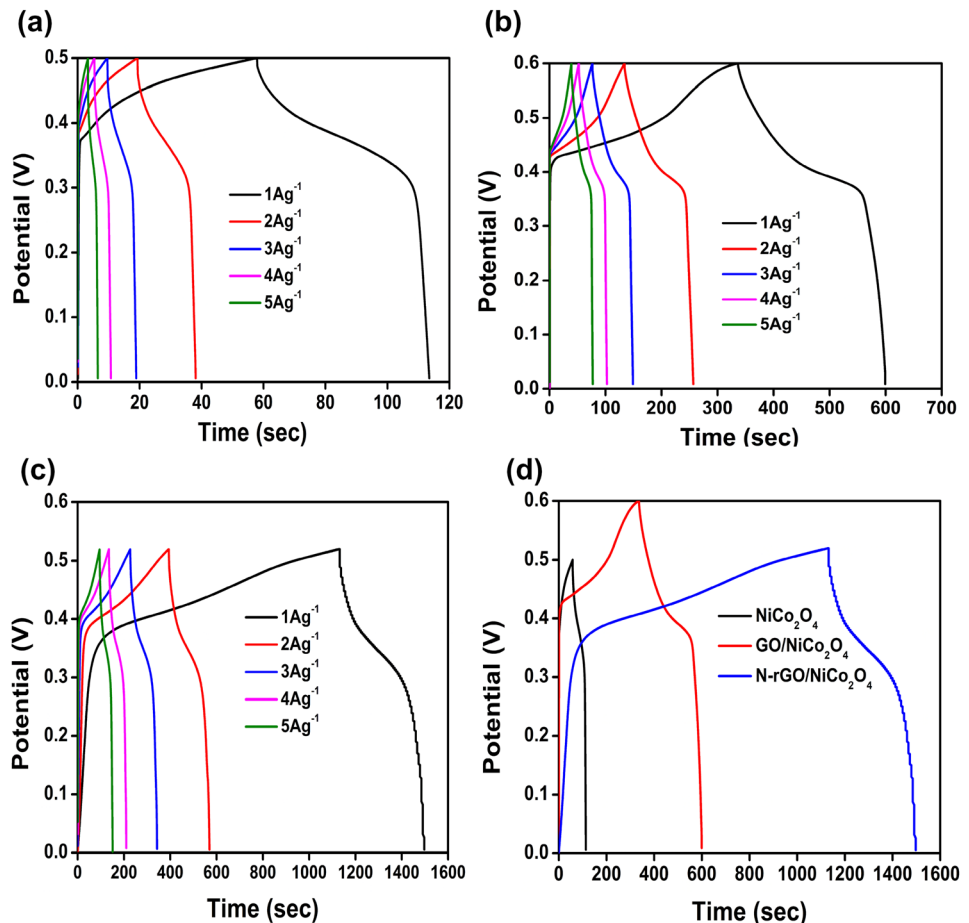 (a)
0.5
0.4
0.3
0.2
0.1
0.0
Potential (V)
1Ag⁻¹
2Ag⁻¹
3Ag⁻¹
4Ag⁻¹
5Ag⁻¹
0 20 40 60 80 100 120
Time (sec)
(b)
0.6
0.5
0.4
0.3
0.2
0.1
0.0
Potential (V)
1Ag⁻¹
2Ag⁻¹
3Ag⁻¹
4Ag⁻¹
5Ag⁻¹
0 100 200 300 400 500 600 700
Time (sec)
(c)
0.6
0.5
0.4
0.3
0.2
0.1
0.0
Potential (V)
1Ag⁻¹
2Ag⁻¹
3Ag⁻¹
4Ag⁻¹
5Ag⁻¹
0 200 400 600 800 1000 1200 1400 1600
Time (sec)
(d)
0.6
0.5
0.4
0.3
0.2
0.1
0.0
Potential (V)
NiCo₂O₄
GO/NiCo₂O₄
N-rGO/NiCo₂O₄
0 200 400 600 800 1000 1200 1400 1600
Time (sec)